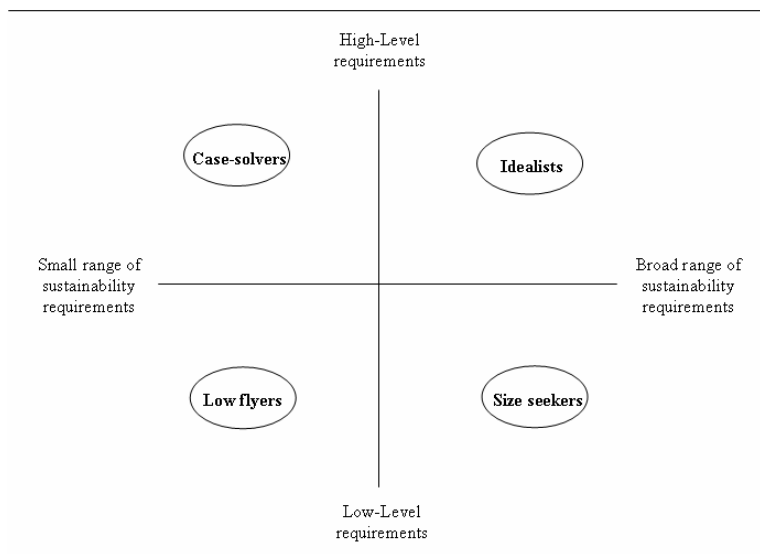 High-Level
requirements
Case-solvers
Idealists
Small range of
sustainability
requirements
Broad range of
sustainability
requirements
Low flyers
Size seekers
Low-Level
requirements